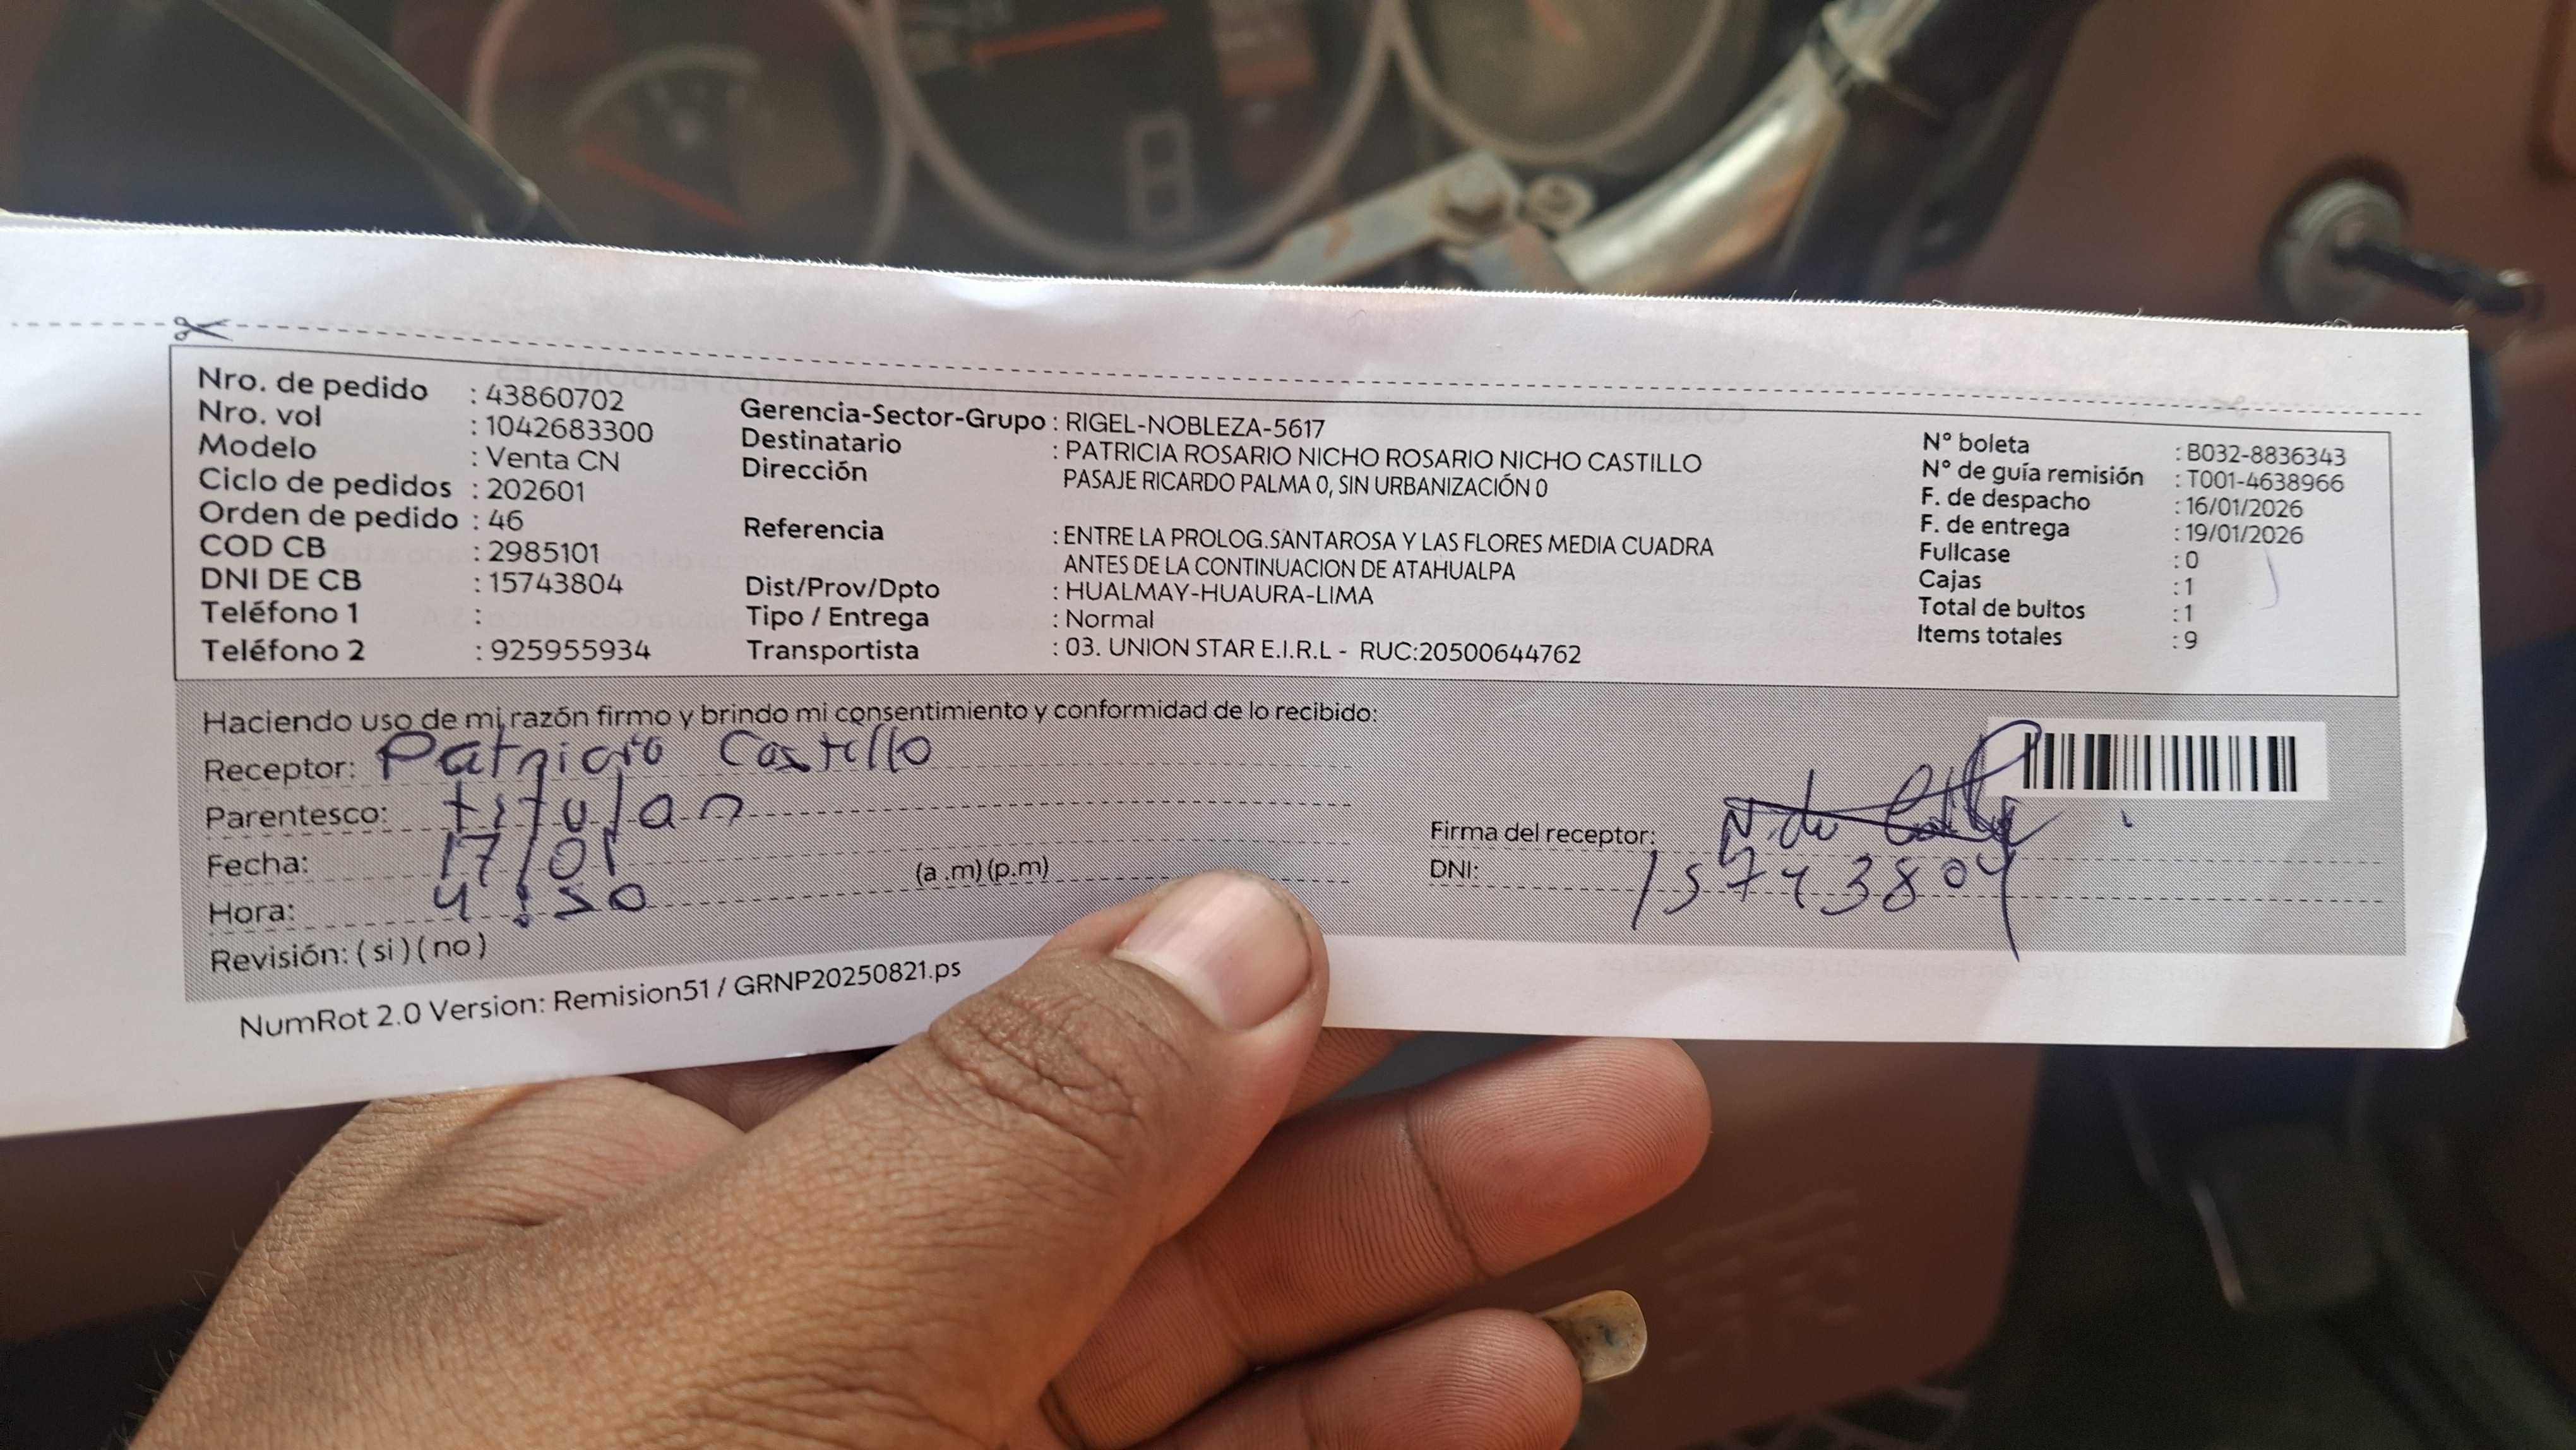 Nro. de pedido : 43860702
Nro. vol : 1042683300
Modelo : Venta CN
Ciclo de pedidos : 202601
Orden de pedido : 46
COD CB : 2985101
DNI DE CB : 15743804
Teléfono 1 :
Teléfono 2 : 925955934
Gerencia-Sector-Grupo : RIGEL-NOBLEZA-5617
Destinatario : PATRICIA ROSARIO NICHO ROSARIO NICHO CASTILLO
Dirección PASAJE RICARDO PALMA 0, SIN URBANIZACIÓN 0
Referencia : ENTRE LA PROLOG.SANTAROSA Y LAS FLORES MEDIA CUADRA
ANTES DE LA CONTINUACION DE ATAHUALPA
Dist/Prov/Dpto : HUALMAY-HUAURA-LIMA
Tipo / Entrega : Normal
Transportista : 03. UNION STAR E.I.R.L - RUC:20500644762
N° boleta : B032-8836343
N° de guía remisión : T001-4638966
F. de despacho : 16/01/2026
F. de entrega : 19/01/2026
Fullcase : 0
Cajas : 1
Total de bultos : 1
Items totales : 9
Haciendo uso de mi razón firmo y brindo mi consentimiento y conformidad de lo recibido:
Receptor: Patricia Castillo
Parentesco: titular
Fecha: 17/01
Hora: 4:50 (a .m) (p.m)
Revisión: ( si ) ( no )
Firma del receptor:
DNI: 15743804
NumRot 2.0 Version: Remision51 / GRNP20250821.ps